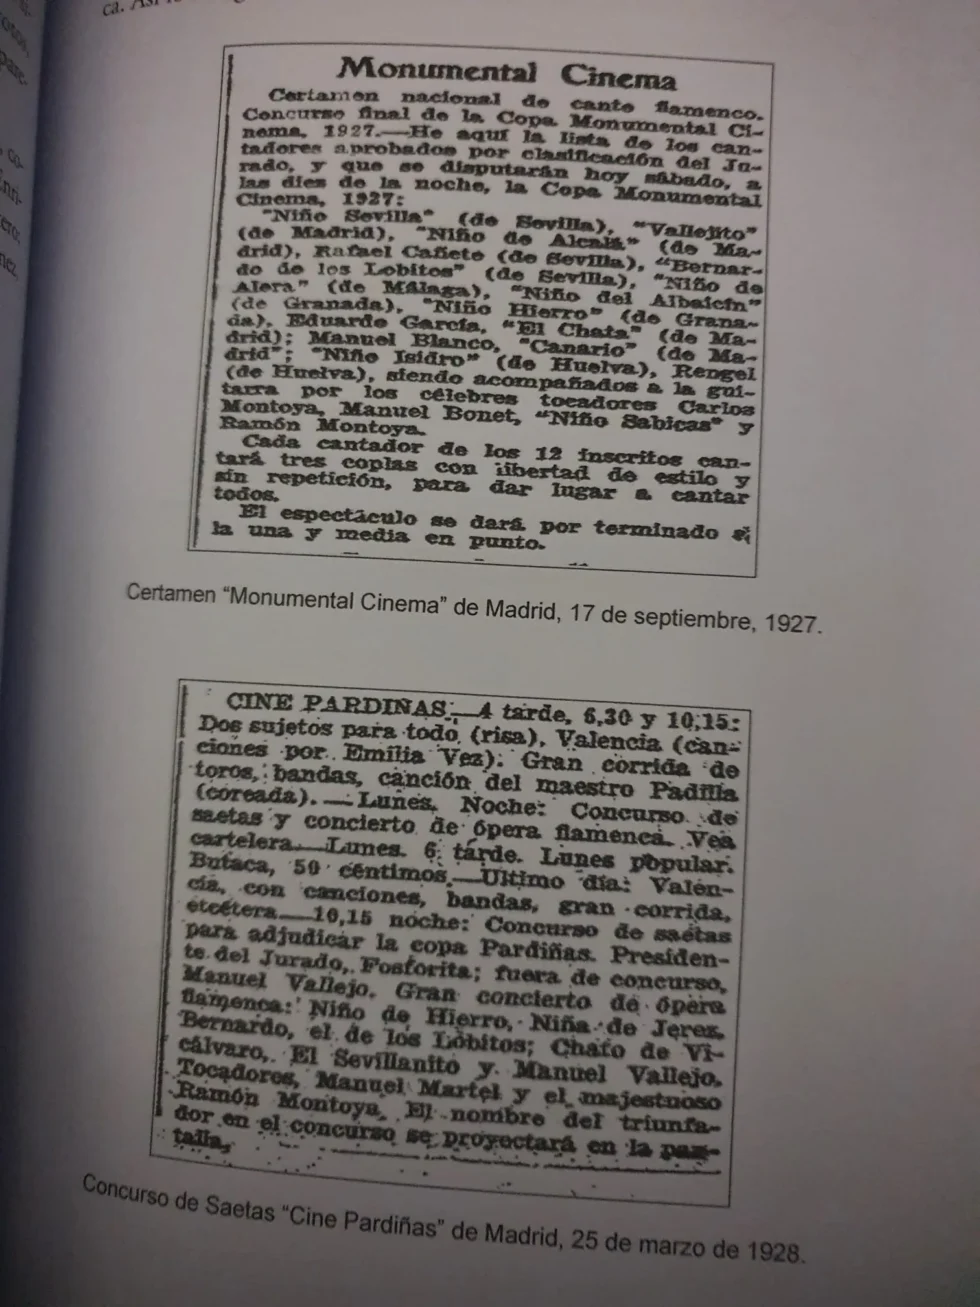 ca. Así
Monumental Cinema
Certamen nacional de cante flamenco.
Concurso final de la Copa Monumental Ci-
nema, 1927.—He aquí la lista de los can-
tadores aprobados por clasificación del Ju-
rado, y que se disputarán hoy sábado, a
las diez de la noche, la Copa Monumental
Cinema, 1927:
"Niño Sevilla" (de Sevilla), "Vallejito"
(de Madrid), "Niño de Alcalá" (de Ma-
drid), Rafael Cañete (de Sevilla), "Bernar-
do de los Lobitos" (de Sevilla), "Niño de
Alora" (de Málaga), "Niño del Albaicín"
(de Granada), "Niño Hierro" (de Grana-
da), Eduardo García, "El Chata" (de Ma-
drid); Manuel Blanco, "Canario" (de Ma-
drid"; "Niño Isidro" (de Huelva), Rengel
(de Huelva), siendo acompañados a la gui-
tarra por los célebres tocadores Carlos
Montoya, Manuel Bonet, "Niño Sabicas" y
Ramón Montoya.
Cada cantador de los 12 inscritos can-
tará tres coplas con libertad de estilo y
sin repetición, para dar lugar a cantar
todos.
El espectáculo se dará por terminado a
la una y media en punto.
Certamen "Monumental Cinema" de Madrid, 17 de septiembre, 1927.
CINE PARDIÑAS.—4 tarde, 6,30 y 10,15:
Dos sujetos para todo (risa), Valencia (can-
ciones por Emilia Vez): Gran corrida de
toros, bandas, canción del maestro Padilla
(coreada).—Lunes, Noche: Concurso de
saetas y concierto de ópera flamenca. Vea
cartelera.—Lunes. 6 tarde. Lunes popular.
Butaca, 50 céntimos.—Ultimo día: Valen-
cia, con canciones, bandas, gran corrida,
etcétera.—10,15 noche: Concurso de saetas
para adjudicar la copa Pardiñas. Presiden-
te del Jurado, Fosforita; fuera de concurso,
Manuel Vallejo. Gran concierto de ópera
flamenca: Niño de Hierro, Niña de Jerez,
Bernardo, el de los Lobitos; Chato de Vi-
cálvaro, El Sevillanito y Manuel Vallejo.
Tocadores, Manuel Martel y el majestuoso
Ramón Montoya. El nombre del triunfa-
dor en el concurso se proyectará en la pan-
talla.
Concurso de Saetas "Cine Pardiñas" de Madrid, 25 de marzo de 1928.